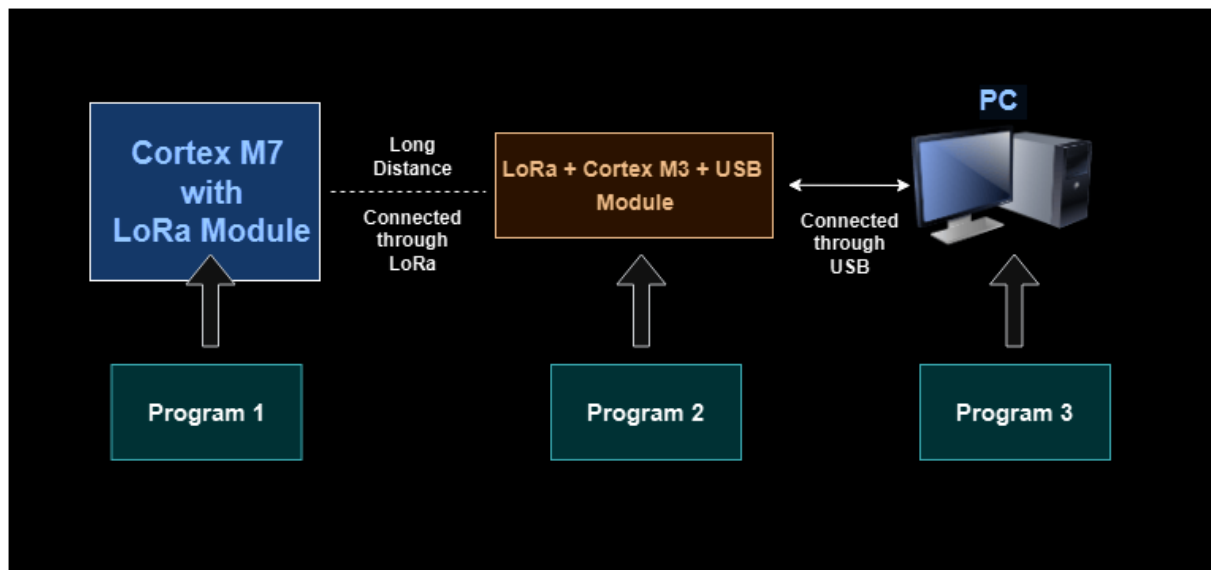 Cortex M7
with
LoRa Module
Long
Distance
Connected
through
LoRa
LoRa + Cortex M3 + USB
Module
Connected
through
USB
PC
Program 1
Program 2
Program 3